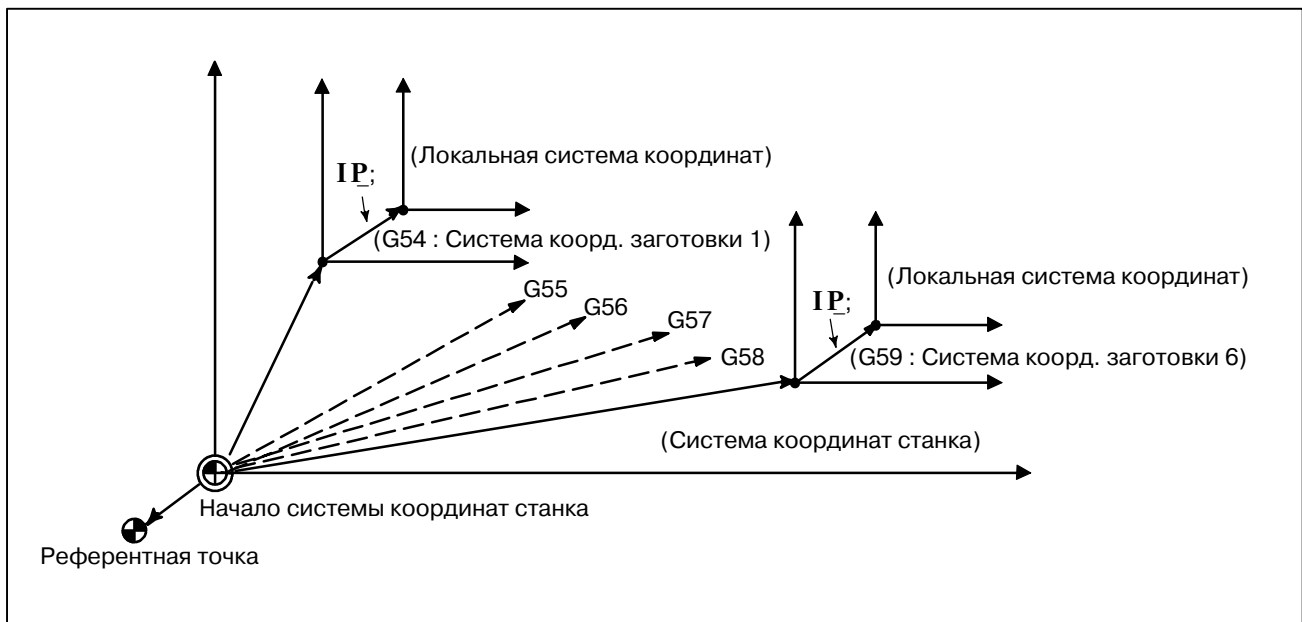 (Локальная система координат)
IP;
(G54 : Система коорд. заготовки 1)
G55
G56
G57
G58
(Локальная система координат)
IP;
(G59 : Система коорд. заготовки 6)
(Система координат станка)
Начало системы координат станка
Референтная точка